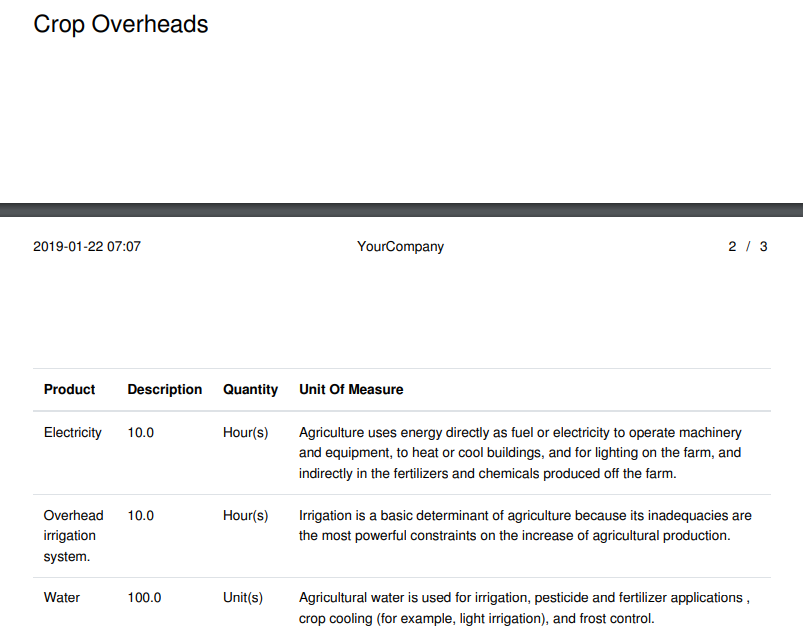 Crop Overheads
2019-01-22 07:07 YourCompany 2 / 3
Product Description Quantity Unit Of Measure
Electricity 10.0 Hour(s) Agriculture uses energy directly as fuel or electricity to operate machinery
and equipment, to heat or cool buildings, and for lighting on the farm, and
indirectly in the fertilizers and chemicals produced off the farm.
Overhead 10.0 Hour(s) Irrigation is a basic determinant of agriculture because its inadequacies are
irrigation the most powerful constraints on the increase of agricultural production.
system.
Water 100.0 Unit(s) Agricultural water is used for irrigation, pesticide and fertilizer applications ,
crop cooling (for example, light irrigation), and frost control.